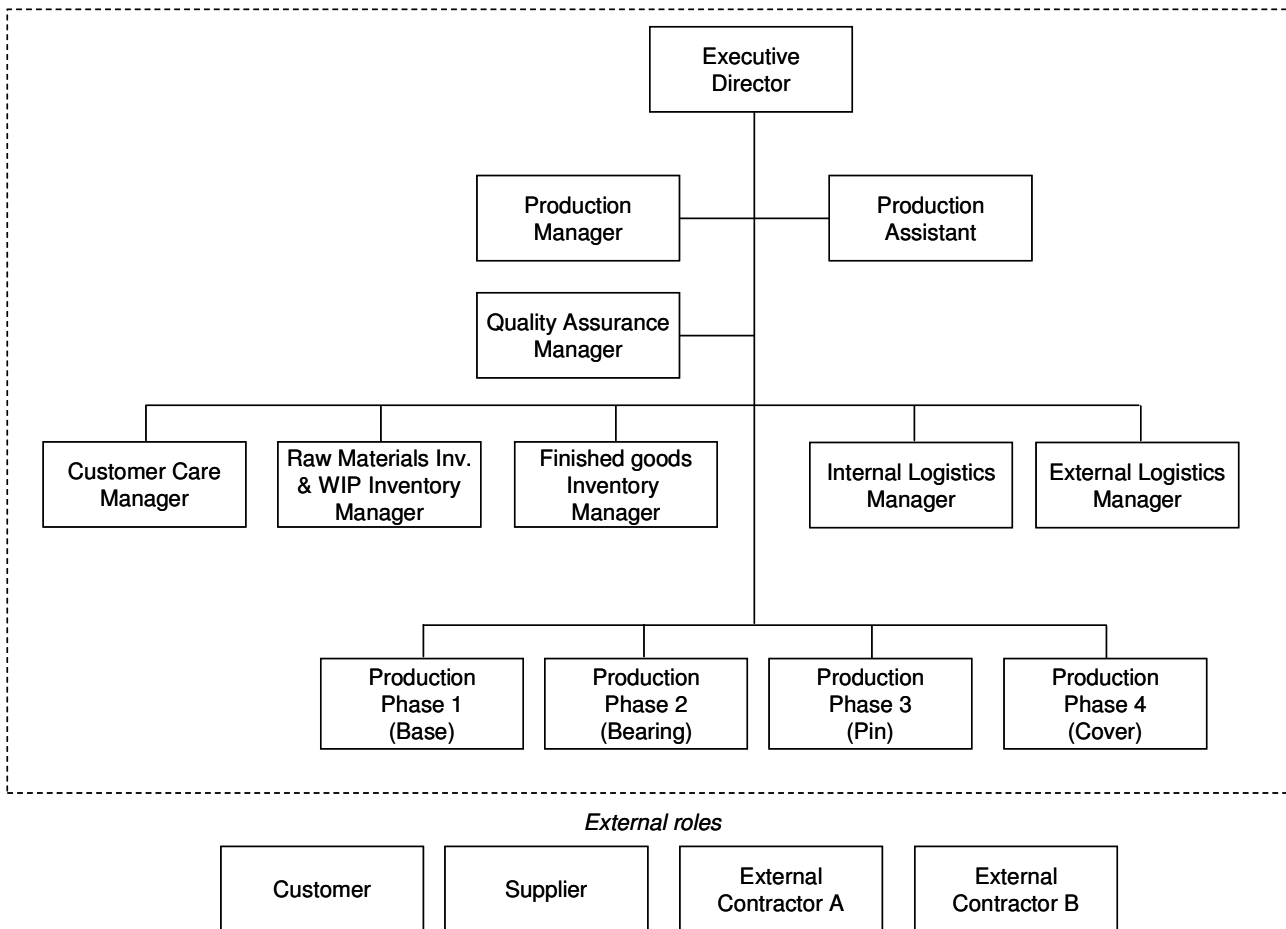 Executive
Director
Production
Manager
Production
Assistant
Quality Assurance
Manager
Customer Care
Manager
Raw Materials Inv.
& WIP Inventory
Manager
Finished goods
Inventory
Manager
Internal Logistics
Manager
External Logistics
Manager
Production
Phase 1
(Base)
Production
Phase 2
(Bearing)
Production
Phase 3
(Pin)
Production
Phase 4
(Cover)
External roles
Customer
Supplier
External
Contractor A
External
Contractor B